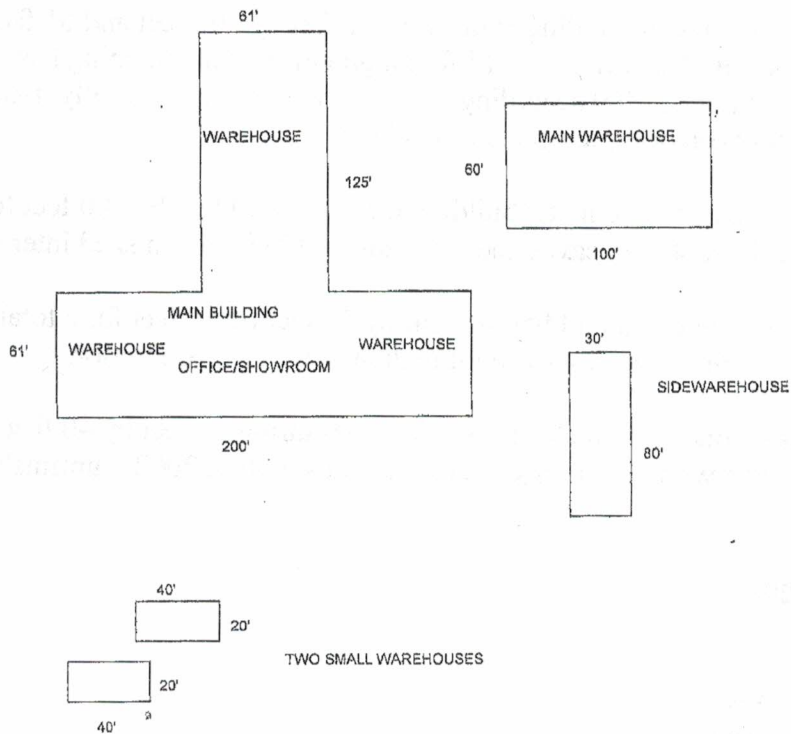 61'
WAREHOUSE
MAIN WAREHOUSE
60'
125'
100'
MAIN BUILDING
61'
WAREHOUSE
WAREHOUSE
OFFICE/SHOWROOM
30'
SIDEWAREHOUSE
200'
80'
40'
20'
TWO SMALL WAREHOUSES
20'
40'